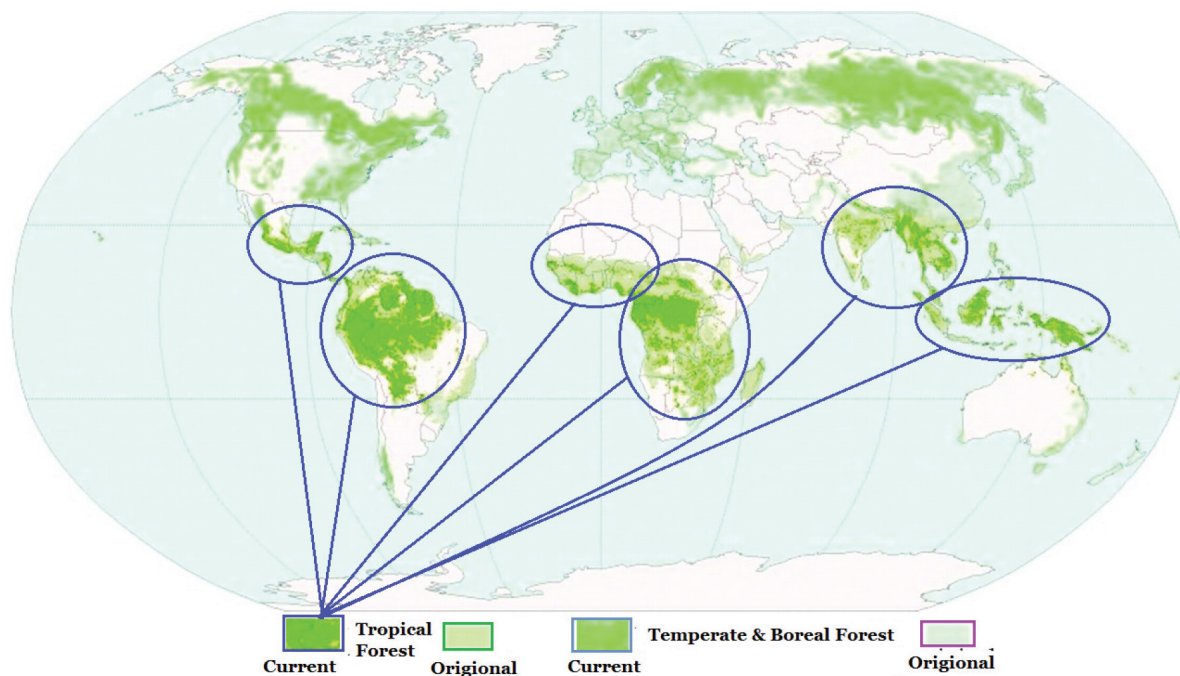 Tropical
Forest
Current
Origional
Temperate & Boreal Forest
Current
Origional